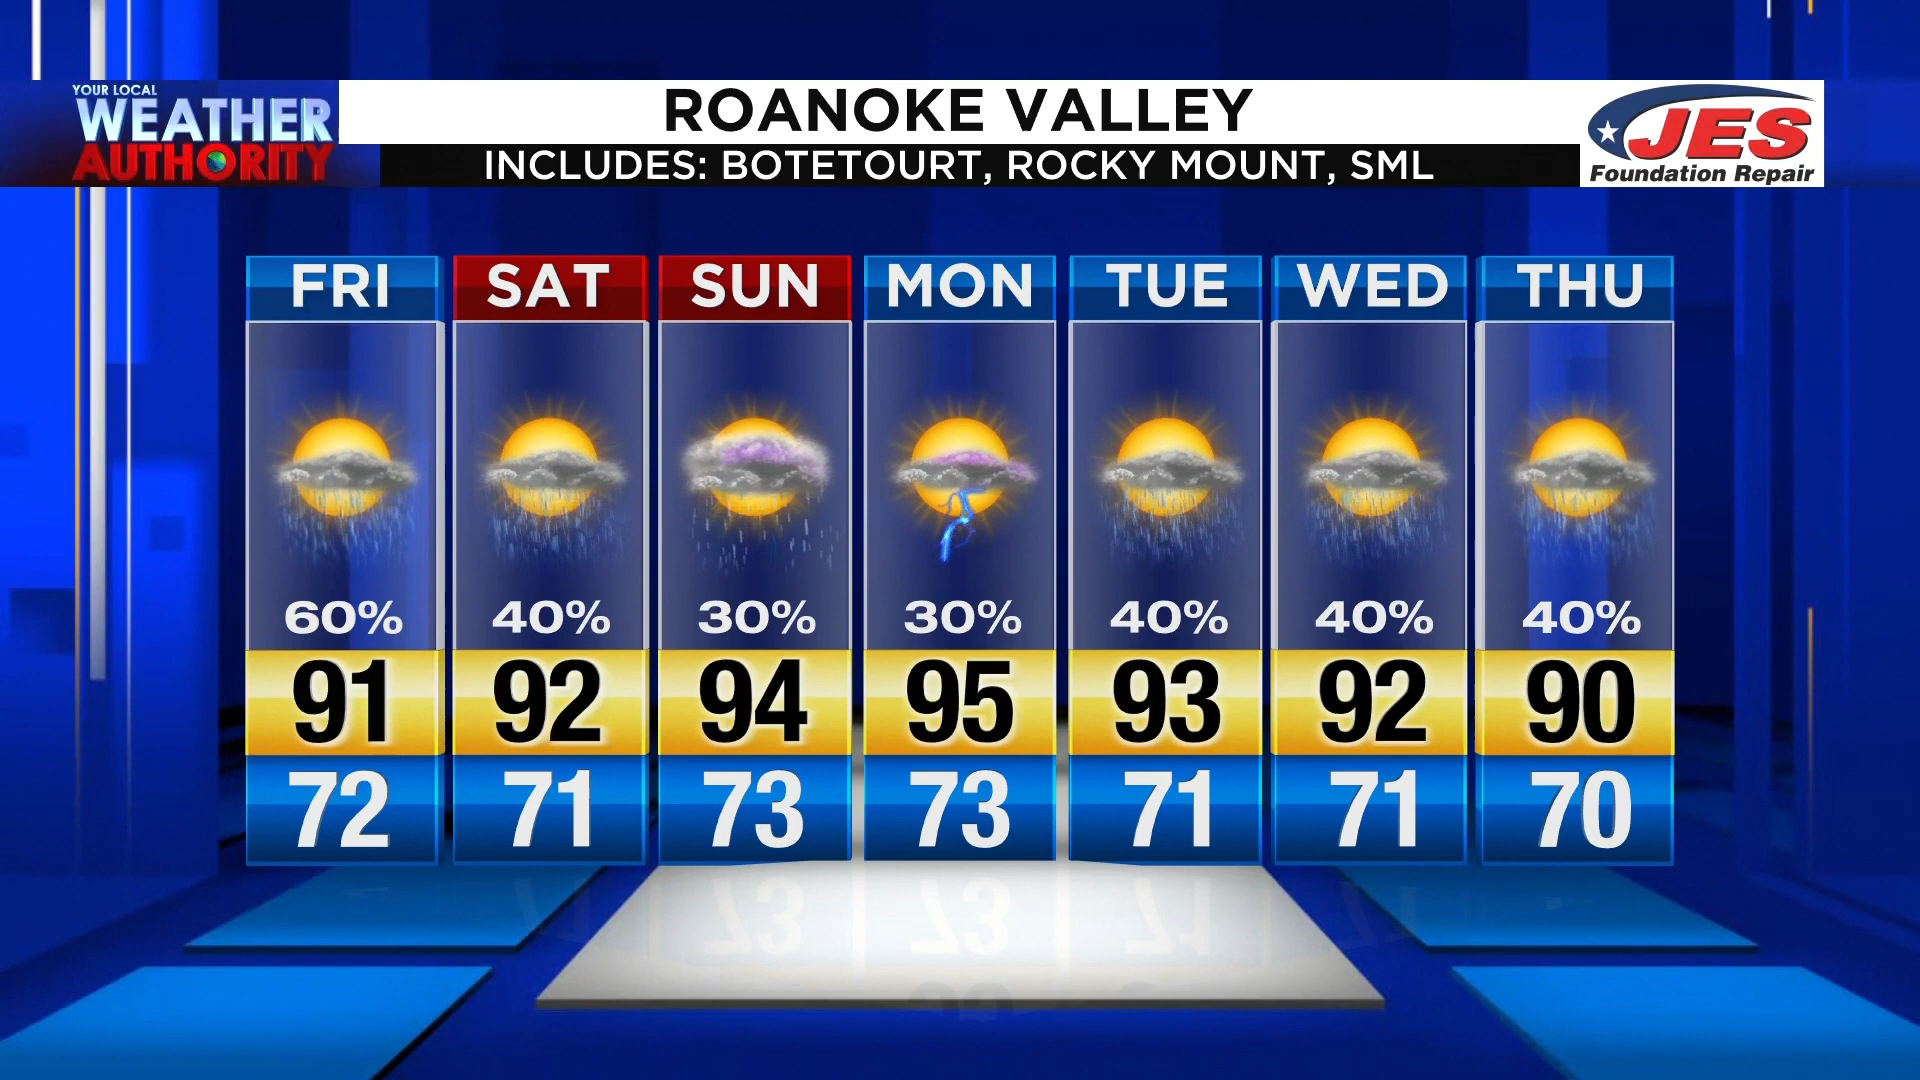 YOUR LOCAL
WEATHER
AUTHORITY
ROANOKE VALLEY
INCLUDES: BOTETOURT, ROCKY MOUNT, SML
JES
Foundation Repair
FRI SAT SUN MON TUE WED THU
60% 40% 30% 30% 40% 40% 40%
91 92 94 95 93 92 90
72 71 73 73 71 71 70